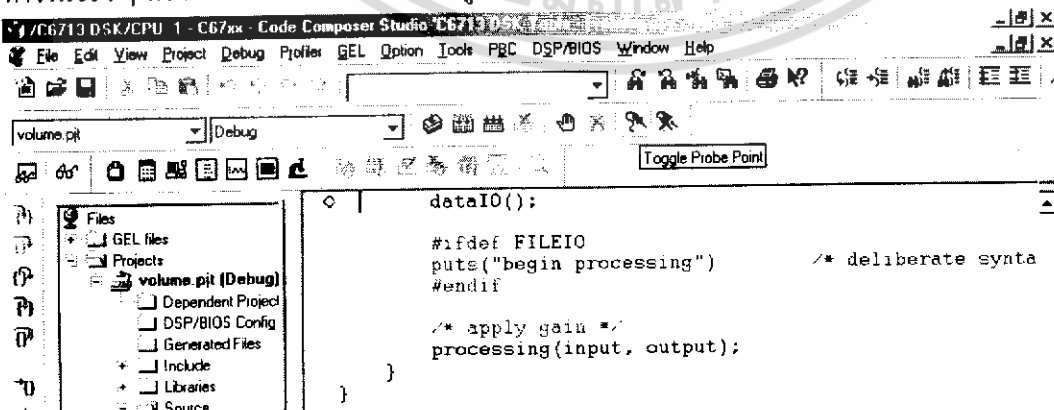 /C6713 DSK/CPU_1 - C67xx - Code Composer Studio 'C6713 DSK
File Edit View Project Debug Profiler GEL Option Tools PBC DSP/BIOS Window Help
volume.pjt Debug
Toggle Probe Point
Files
GEL files
Projects
volume.pjt (Debug)
Dependent Project
DSP/BIOS Config
Generated Files
Include
Libraries
Source
dataIO();
#ifdef FILEIO
puts("begin processing") /* deliberate synta
#endif
/* apply gain */
processing(input, output);
}
}